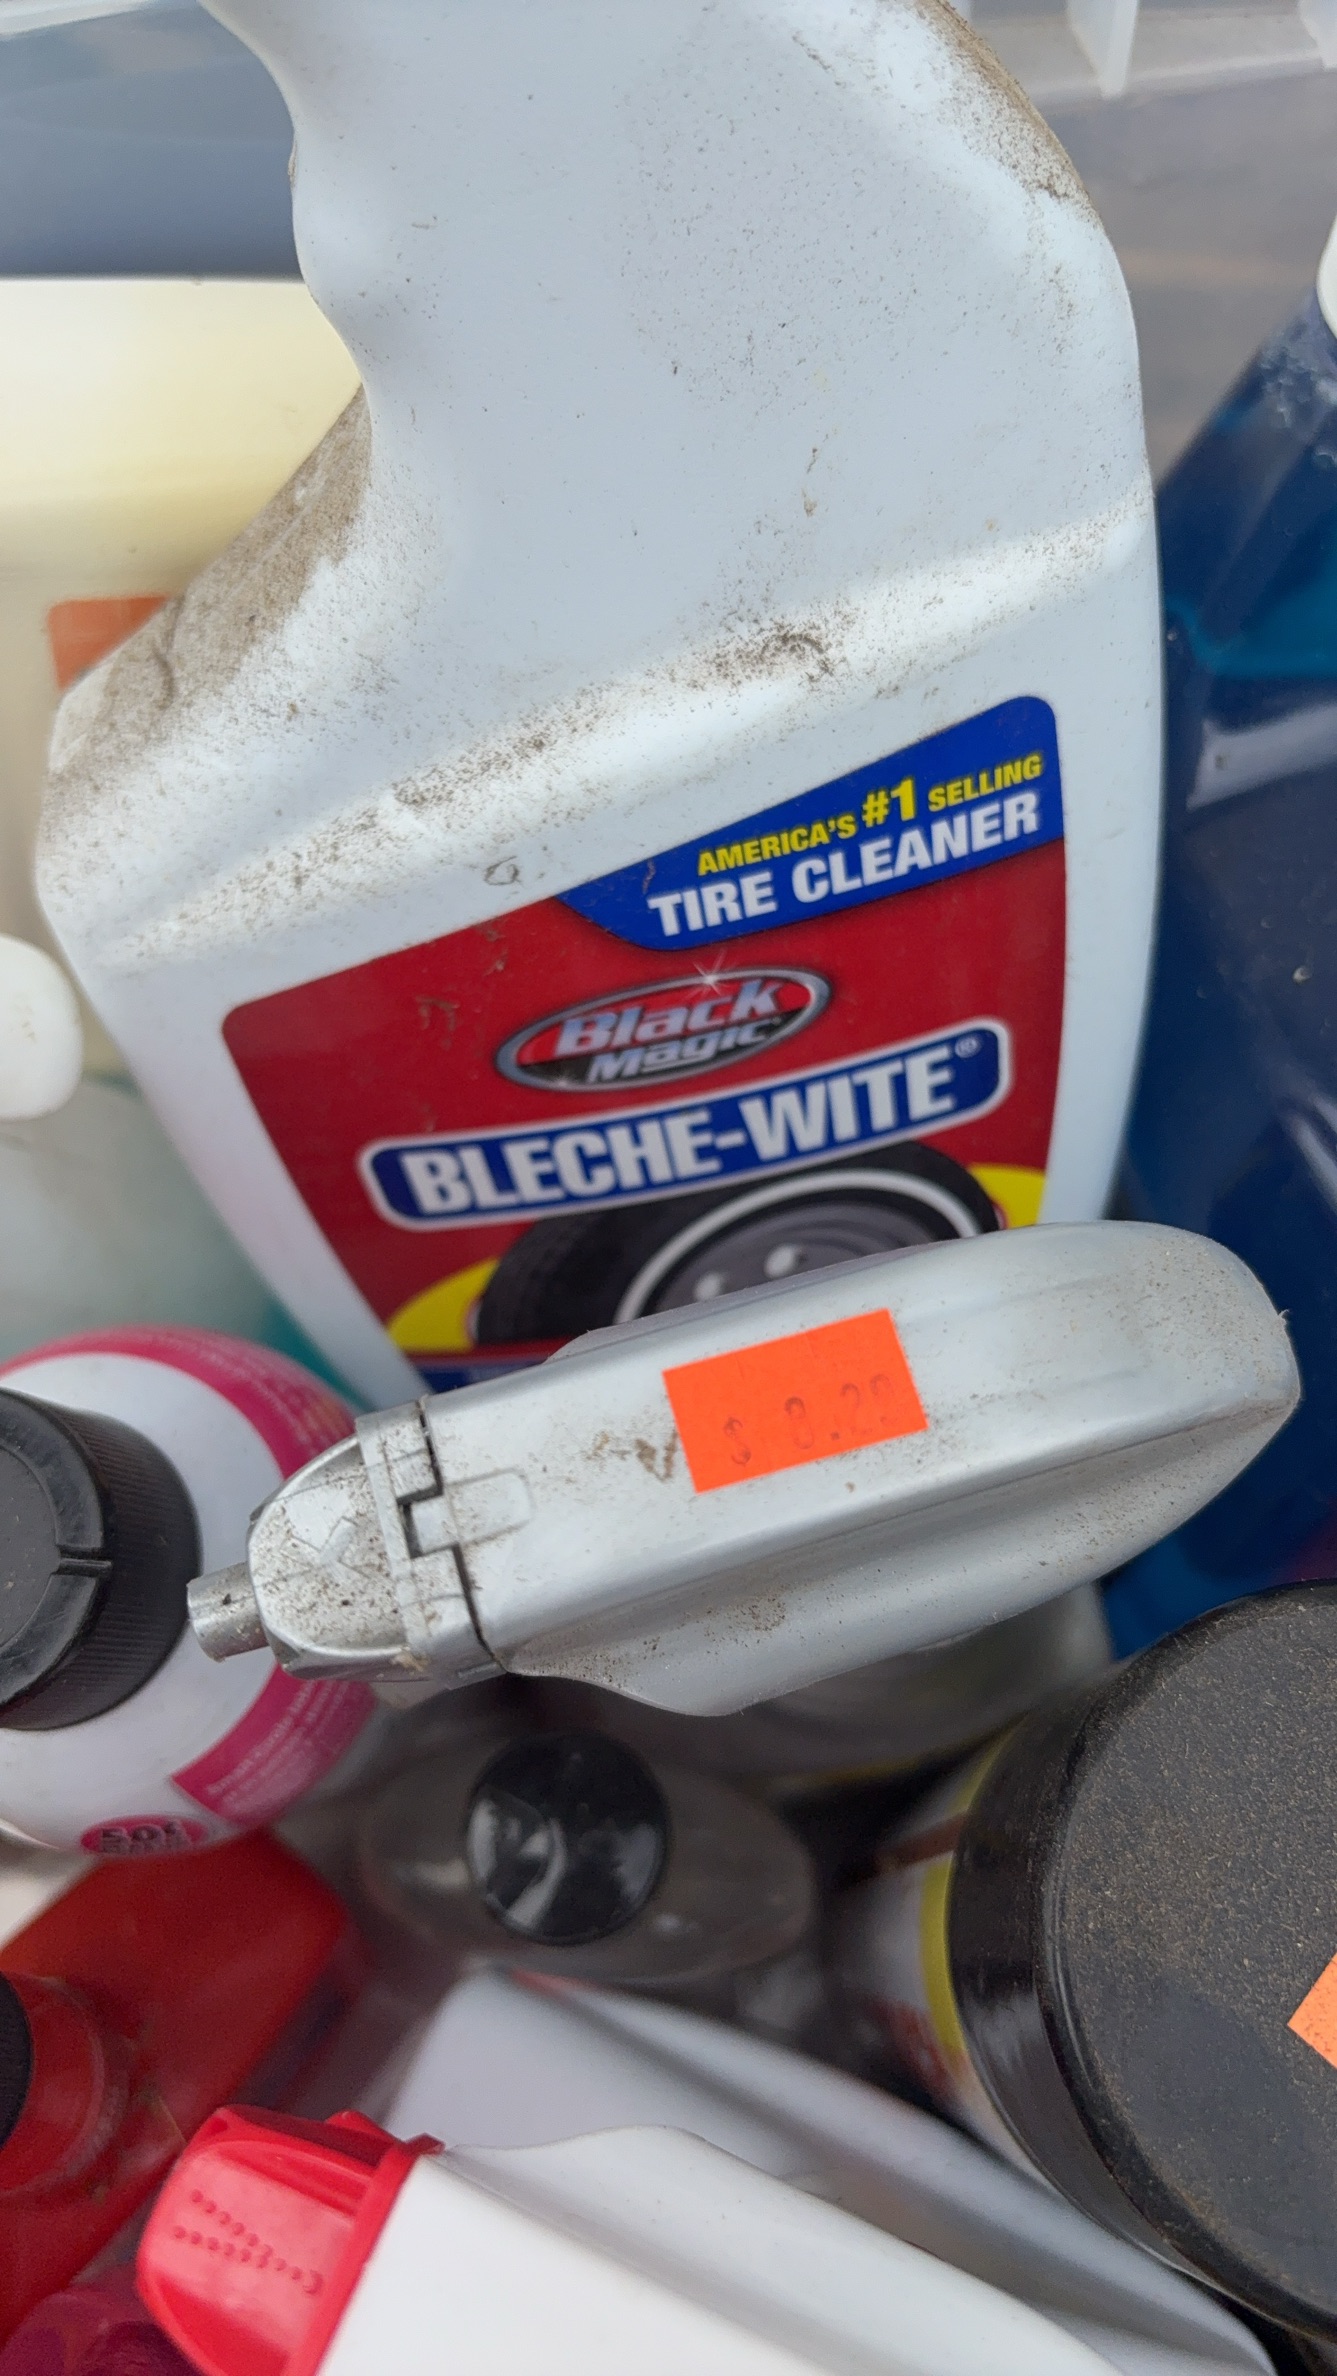 AMERICA'S #1 SELLING
TIRE CLEANER
Black
Magic
BLECHE-WITE®
X